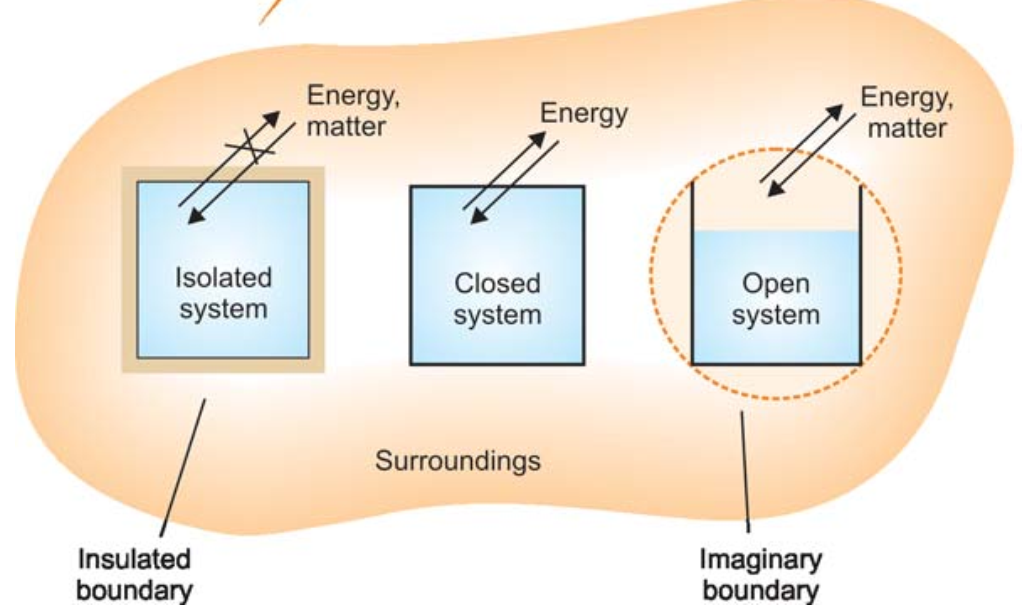 Energy,
matter
Energy
Energy,
matter
Isolated
system
Closed
system
Open
system
Surroundings
Insulated
boundary
Imaginary
boundary